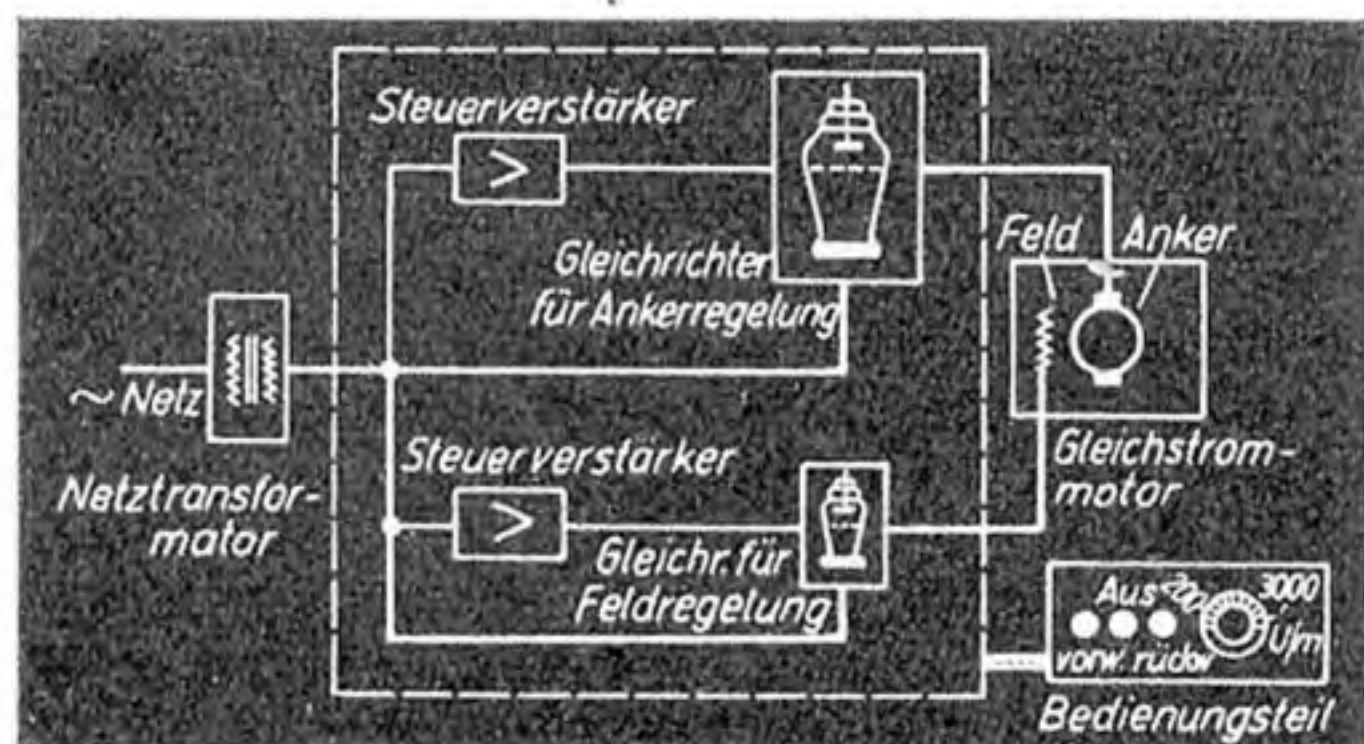 Steuerverstärker
>
Gleichrichter
für Ankerregelung
Feld Anker
~ Netz
Netztransfor-
mator
Steuerverstärker
>
Gleichr. für
Feldregelung
Gleichstrom-
motor
Aus 200 3000
vorw. rückw U/m
Bedienungsteil